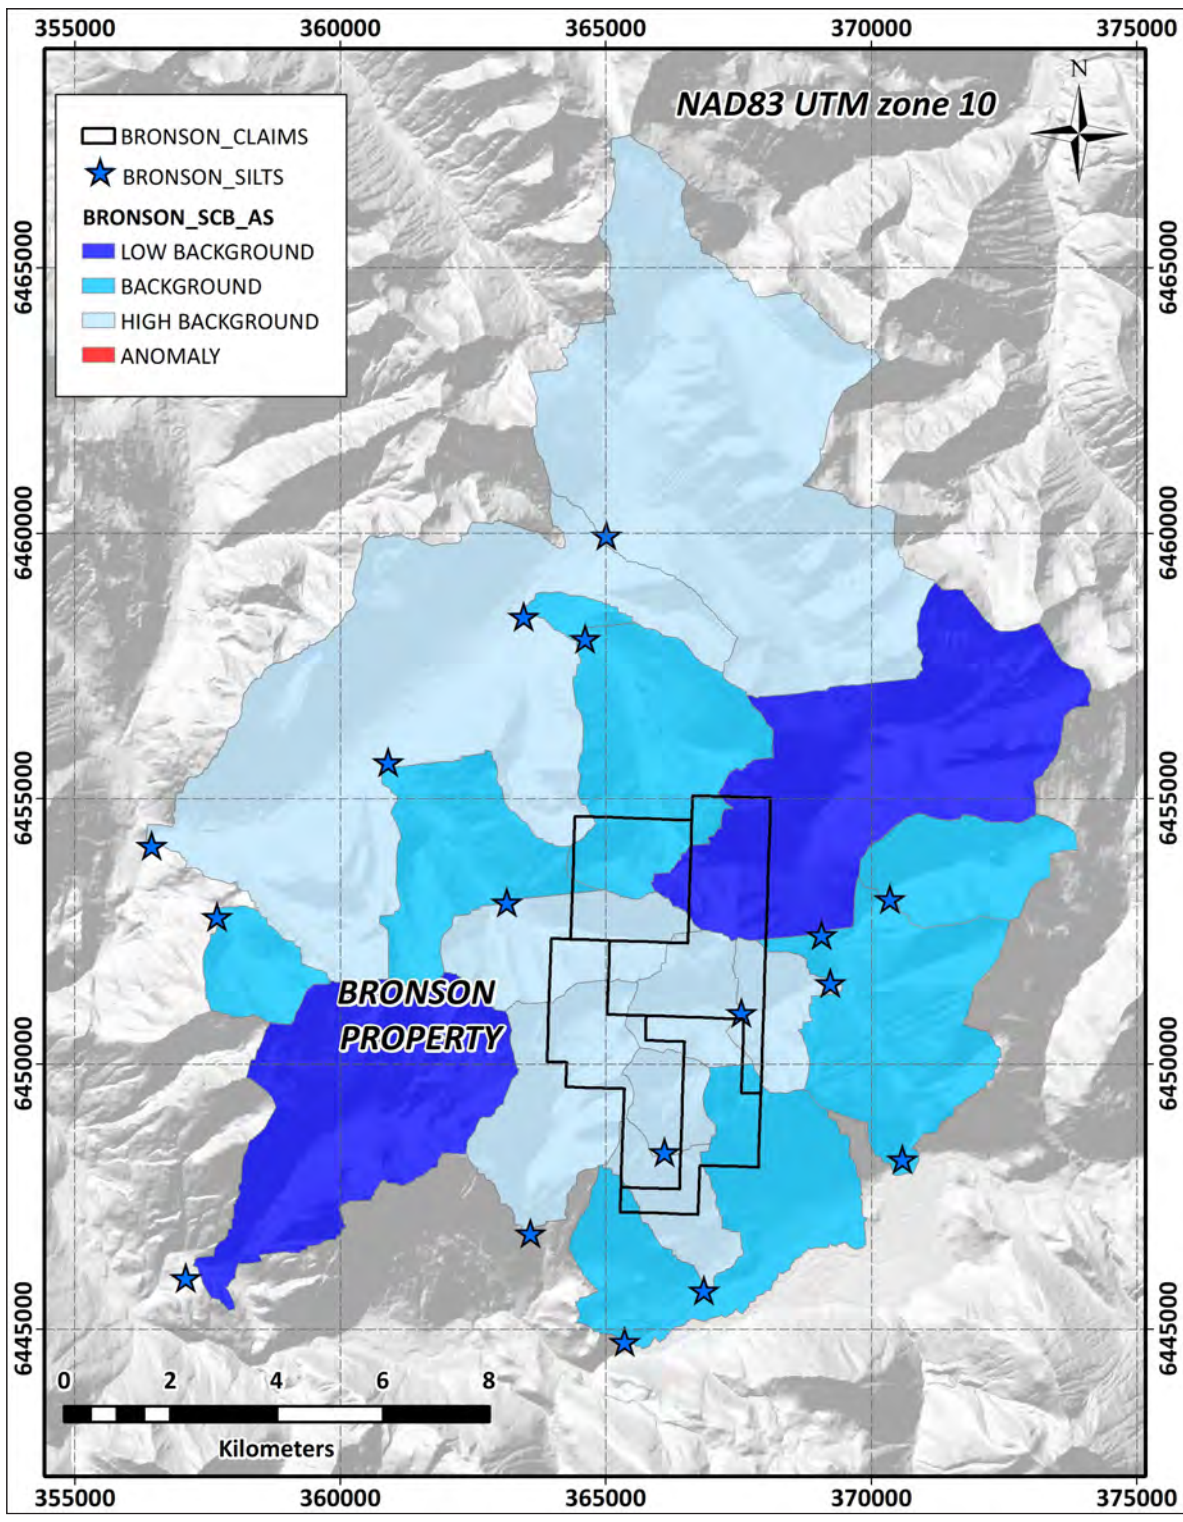 355000 360000 365000 370000 375000
NAD83 UTM zone 10
N
BRONSON_CLAIMS
BRONSON_SILTS
BRONSON_SCB_AS
LOW BACKGROUND
BACKGROUND
HIGH BACKGROUND
ANOMALY
6465000 6465000
6460000 6460000
6455000 6455000
BRONSON
PROPERTY
6450000 6450000
6445000 6445000
0 2 4 6 8
Kilometers
355000 360000 365000 370000 375000